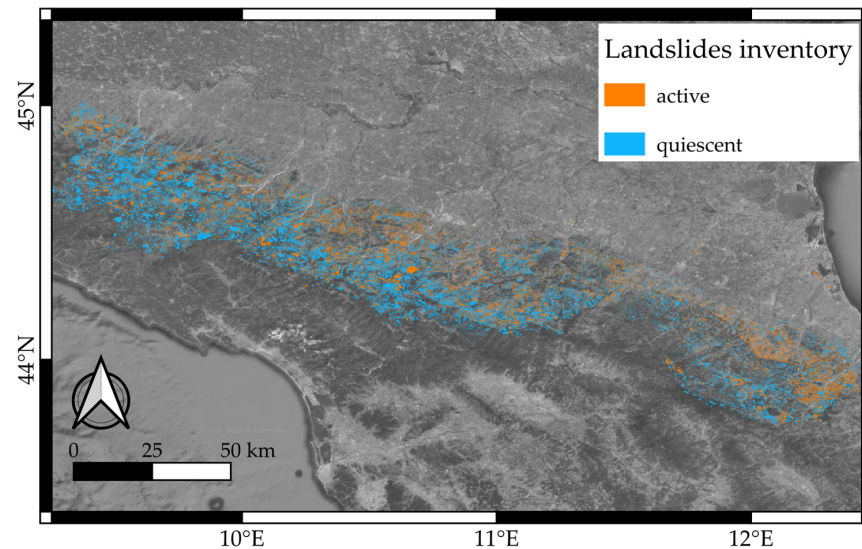 Landslides inventory
active
quiescent
45°N
44°N
0 25 50 km
10°E 11°E 12°E